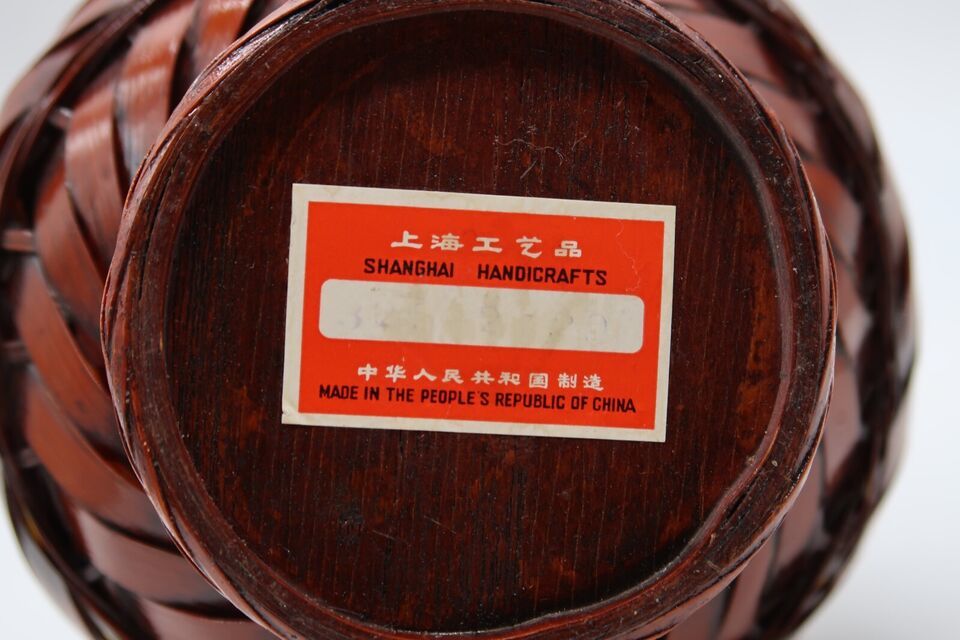 上海工艺品
SHANGHAI HANDICRAFTS
中华人民共和国制造
MADE IN THE PEOPLE'S REPUBLIC OF CHINA